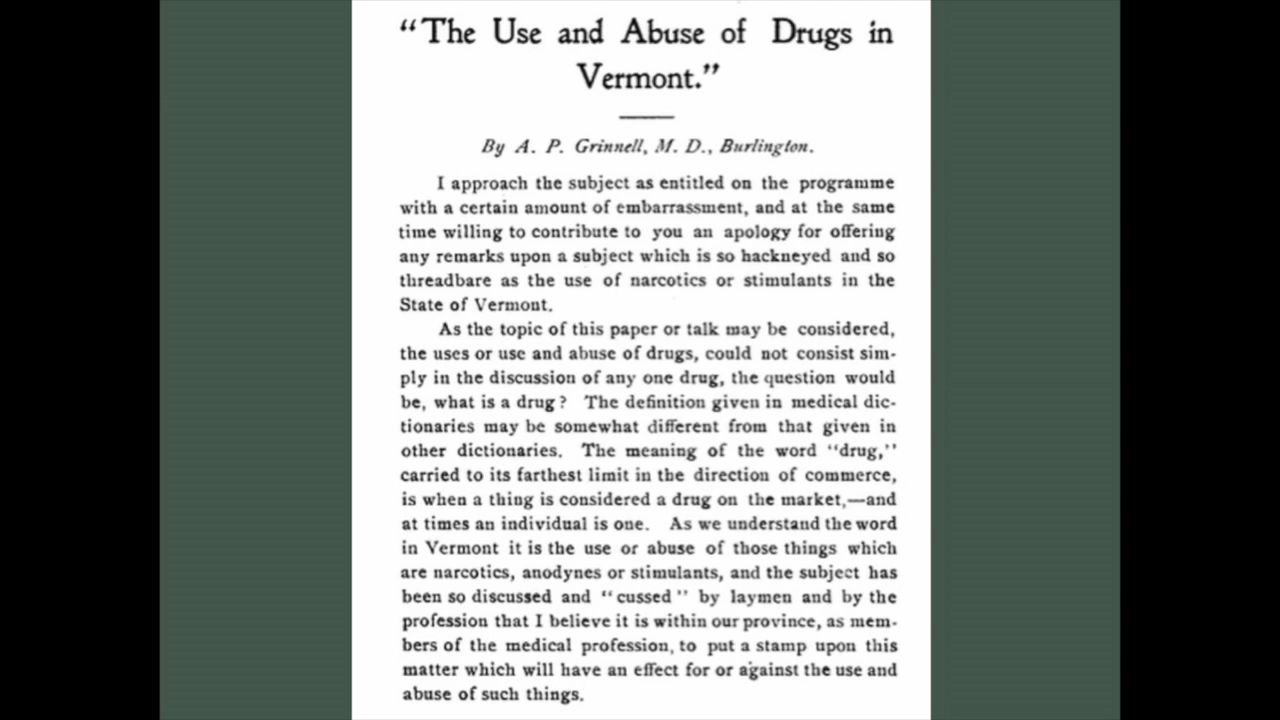 “The Use and Abuse of Drugs in
Vermont.”
By A. P. Grinnell, M. D., Burlington.
I approach the subject as entitled on the programme
with a certain amount of embarrassment, and at the same
time willing to contribute to you an apology for offering
any remarks upon a subject which is so hackneyed and so
threadbare as the use of narcotics or stimulants in the
State of Vermont.
As the topic of this paper or talk may be considered,
the uses or use and abuse of drugs, could not consist sim-
ply in the discussion of any one drug, the question would
be, what is a drug? The definition given in medical dic-
tionaries may be somewhat different from that given in
other dictionaries. The meaning of the word “drug,”
carried to its farthest limit in the direction of commerce,
is when a thing is considered a drug on the market,—and
at times an individual is one. As we understand the word
in Vermont it is the use or abuse of those things which
are narcotics, anodynes or stimulants, and the subject has
been so discussed and “cussed” by laymen and by the
profession that I believe it is within our province, as mem-
bers of the medical profession, to put a stamp upon this
matter which will have an effect for or against the use and
abuse of such things.